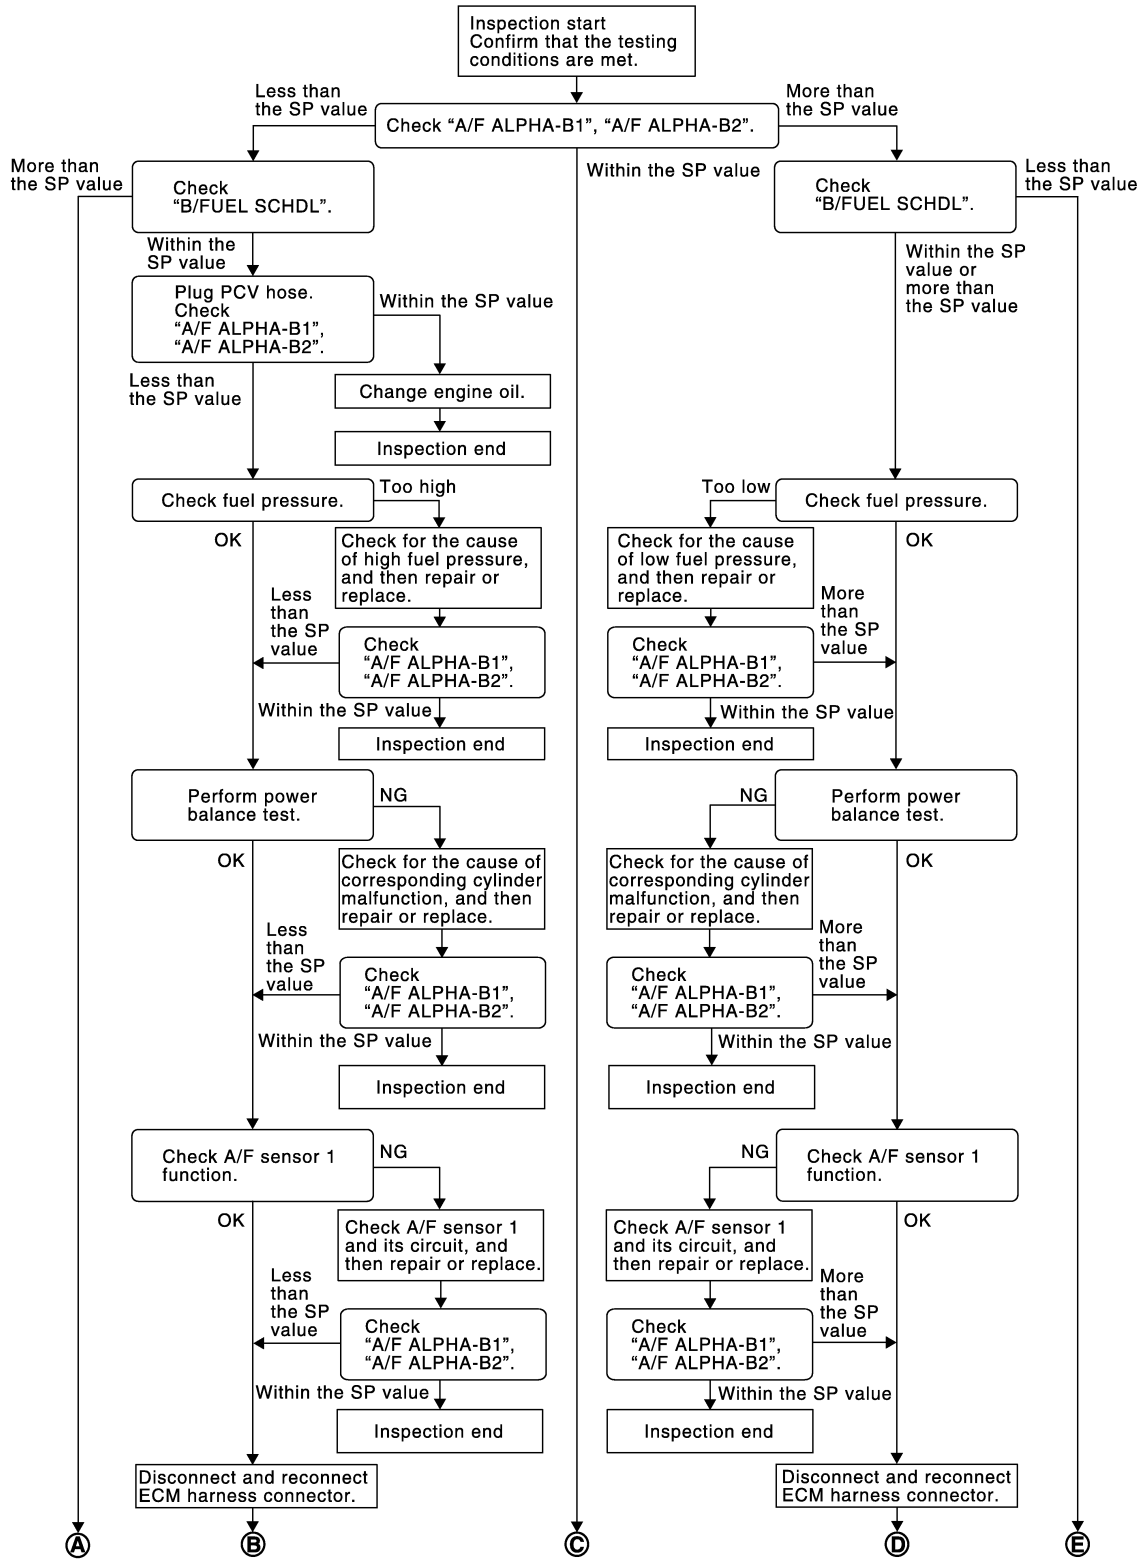 Inspection start
Confirm that the testing
conditions are met.
Less than
the SP value
More than
the SP value
Check “A/F ALPHA-B1”, “A/F ALPHA-B2”.
More than
the SP value
Check
“B/FUEL SCHDL”.
Within the SP value
Check
“B/FUEL SCHDL”.
Less than
the SP value
Within the
SP value
Within the SP
value or
more than
the SP value
Plug PCV hose.
Check
“A/F ALPHA-B1”,
“A/F ALPHA-B2”.
Within the SP value
Less than
the SP value
Change engine oil.
Inspection end
Check fuel pressure.
Too high
Too low
Check fuel pressure.
OK
Check for the cause
of high fuel pressure,
and then repair or
replace.
Check for the cause
of low fuel pressure,
and then repair or
replace.
OK
Less
than
the SP
value
Check
“A/F ALPHA-B1”,
“A/F ALPHA-B2”.
Check
“A/F ALPHA-B1”,
“A/F ALPHA-B2”.
More
than
the SP
value
Within the SP value
Within the SP value
Inspection end
Inspection end
Perform power
balance test.
NG
NG
Perform power
balance test.
OK
Check for the cause of
corresponding cylinder
malfunction, and then
repair or replace.
Check for the cause of
corresponding cylinder
malfunction, and then
repair or replace.
OK
Less
than
the SP
value
Check
“A/F ALPHA-B1”,
“A/F ALPHA-B2”.
Check
“A/F ALPHA-B1”,
“A/F ALPHA-B2”.
More
than
the SP
value
Within the SP value
Within the SP value
Inspection end
Inspection end
Check A/F sensor 1
function.
NG
NG
Check A/F sensor 1
function.
OK
Check A/F sensor 1
and its circuit, and
then repair or replace.
Check A/F sensor 1
and its circuit, and
then repair or replace.
OK
Less
than
the SP
value
Check
“A/F ALPHA-B1”,
“A/F ALPHA-B2”.
Check
“A/F ALPHA-B1”,
“A/F ALPHA-B2”.
More
than
the SP
value
Within the SP value
Within the SP value
Inspection end
Inspection end
Disconnect and reconnect
ECM harness connector.
Disconnect and reconnect
ECM harness connector.
A
B
C
D
E